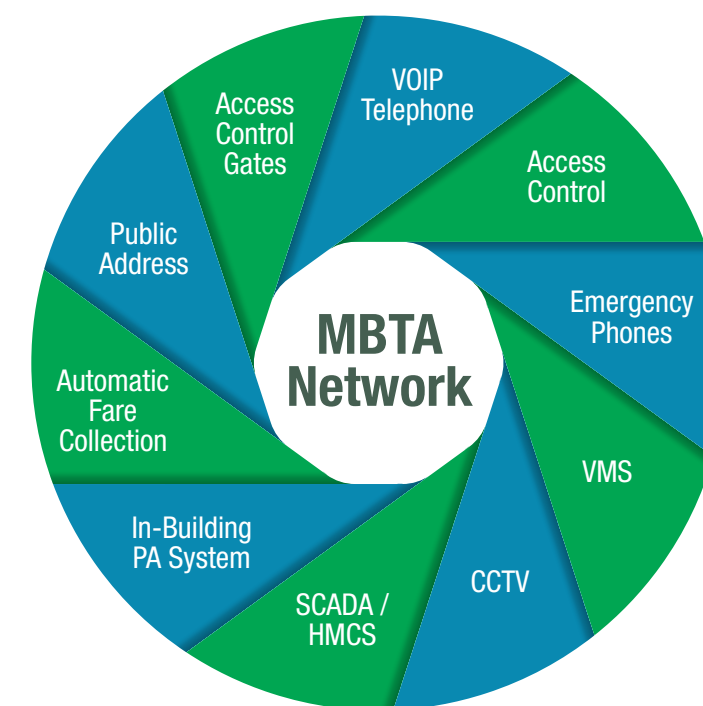 VOIP
Telephone
Access
Control
Emergency
Phones
VMS
CCTV
SCADA /
HMCS
In-Building
PA System
Automatic
Fare
Collection
Public
Address
Access
Control
Gates
MBTA
Network